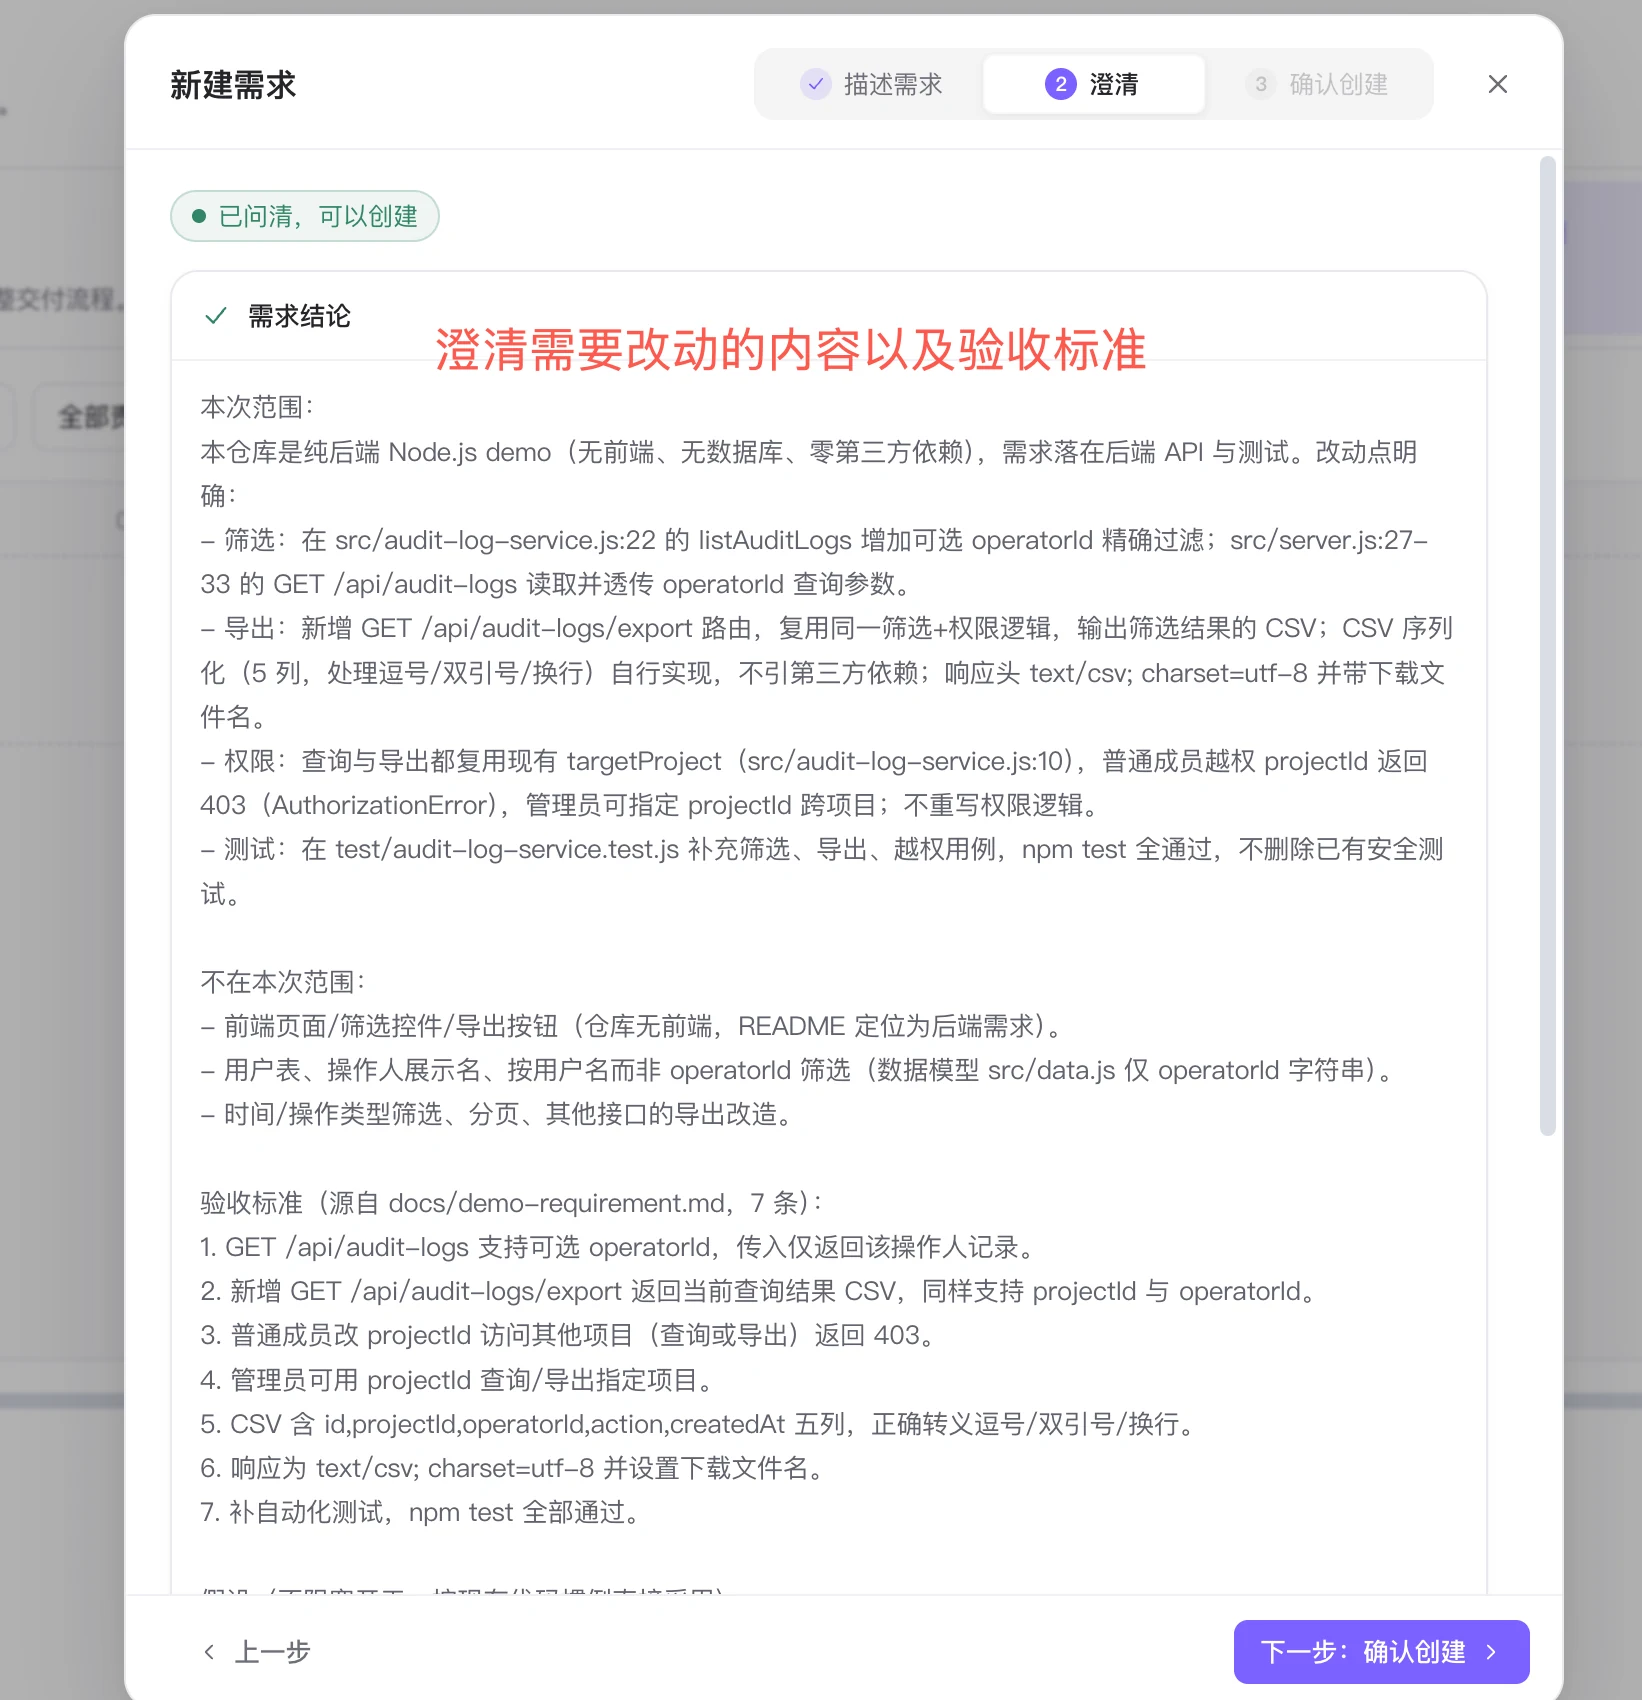 新建需求
描述需求
2 澄清
3 确认创建
已问清，可以创建
整交付流程。
需求结论
澄清需要改动的内容以及验收标准
本次范围：
全部责
本仓库是纯后端 Node.js demo（无前端、无数据库、零第三方依赖），需求落在后端 API 与测试。改动点明
确：
- 筛选：在 src/audit-log-service.js:22 的 listAuditLogs 增加可选 operatorId 精确过滤；src/server.js:27-
33 的 GET /api/audit-logs 读取并透传 operatorId 查询参数。
- 导出：新增 GET /api/audit-logs/export 路由，复用同一筛选+权限逻辑，输出筛选结果的 CSV；CSV 序列
化（5 列，处理逗号/双引号/换行）自行实现，不引第三方依赖；响应头 text/csv; charset=utf-8 并带下载文
件名。
- 权限：查询与导出都复用现有 targetProject（src/audit-log-service.js:10），普通成员越权 projectId 返回
403（AuthorizationError），管理员可指定 projectId 跨项目；不重写权限逻辑。
- 测试：在 test/audit-log-service.test.js 补充筛选、导出、越权用例，npm test 全通过，不删除已有安全测
试。
不在本次范围：
- 前端页面/筛选控件/导出按钮（仓库无前端，README 定位为后端需求）。
- 用户表、操作人展示名、按用户名而非 operatorId 筛选（数据模型 src/data.js 仅 operatorId 字符串）。
- 时间/操作类型筛选、分页、其他接口的导出改造。
验收标准（源自 docs/demo-requirement.md，7 条）：
1. GET /api/audit-logs 支持可选 operatorId，传入仅返回该操作人记录。
2. 新增 GET /api/audit-logs/export 返回当前查询结果 CSV，同样支持 projectId 与 operatorId。
3. 普通成员改 projectId 访问其他项目（查询或导出）返回 403。
4. 管理员可用 projectId 查询/导出指定项目。
5. CSV 含 id,projectId,operatorId,action,createdAt 五列，正确转义逗号/双引号/换行。
6. 响应为 text/csv; charset=utf-8 并设置下载文件名。
7. 补自动化测试，npm test 全部通过。
上一步
下一步：确认创建